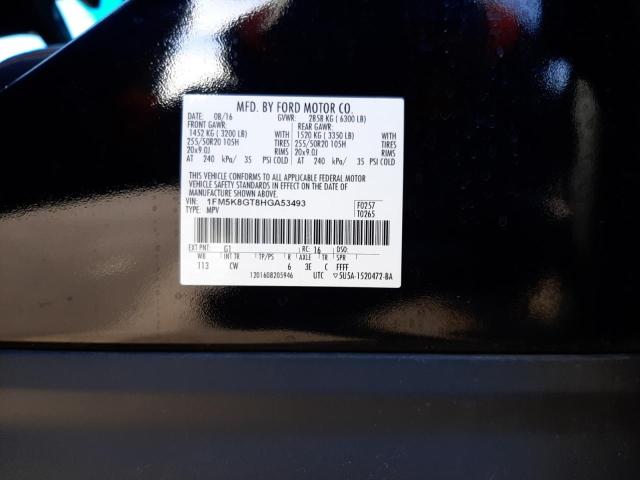 MFD. BY FORD MOTOR CO.
DATE: 08/16 GVWR: 2858 KG ( 6300 LB)
FRONT GAWR: REAR GAWR:
1452 KG ( 3200 LB) WITH 1520 KG ( 3350 LB) WITH
255/50R20 105H TIRES 255/50R20 105H TIRES
20x9.0J RIMS 20x9.0J RIMS
AT 240 kPa/ 35 PSI COLD AT 240 kPa/ 35 PSI COLD
THIS VEHICLE CONFORMS TO ALL APPLICABLE FEDERAL MOTOR
VEHICLE SAFETY STANDARDS IN EFFECT ON THE DATE OF
MANUFACTURE SHOWN ABOVE.
VIN: 1FM5K8GT8HGA53493 F0257
TYPE: MPV T0265
EXT PNT: G1 RC: 16 DSO:
WB INT TR TP/PS R AXLE TR SPR
113 CW 6 3E C FFFF
1201608205946 UTC ▽5U5A-1520472-BA